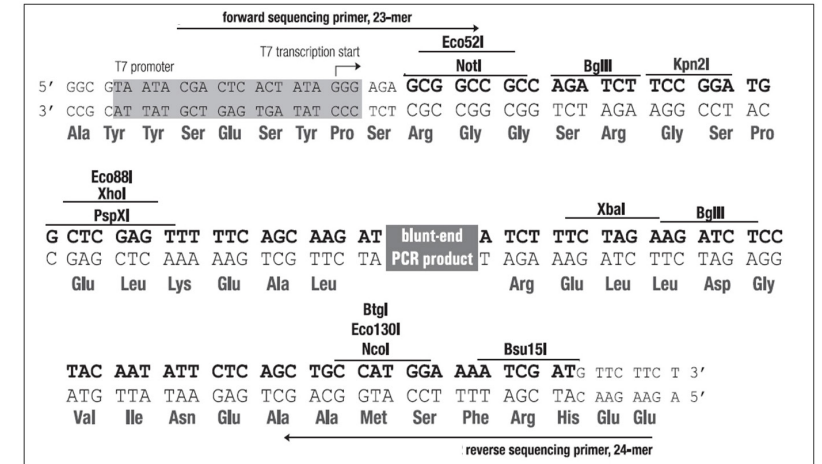 forward sequencing primer, 23-mer
Eco52I
T7 promoter T7 transcription start NotI BglII Kpn2I
5′ GGC GTAATA CGA CTC ACT ATA GGG AGA GCG GCC GCC AGA TCT TCC GGA TG
3′ CCG CATTAT GCT GAG TGA TAT CCC TCT CGC CGG CGG TCT AGA AGG CCT AC
Ala Tyr Tyr Ser Glu Ser Tyr Pro Ser Arg Gly Gly Ser Arg Gly Ser Pro
Eco88I
XhoI
PspXI XbaI BglII
G CTC GAG TTT TTC AGC AAG AT blunt-end A TCT TTC TAG AAGATC TCC
C GAG CTC AAA AAG TCG TTC TA PCR product T AGA AAG ATC TTC TAG AGG
Glu Leu Lys Glu Ala Leu Arg Glu Leu Leu Asp Gly
BtgI
Eco130I
NcoI Bsu15I
TAC AAT ATT CTC AGC TGC CAT GGA AAA TCG ATG TTC TTC T 3′
ATG TTA TAA GAG TCG ACG GTA CCT TTT AGC TAC AAG AAG A 5′
Val Ile Asn Glu Ala Ala Met Ser Phe Arg His Glu Glu
reverse sequencing primer, 24-mer